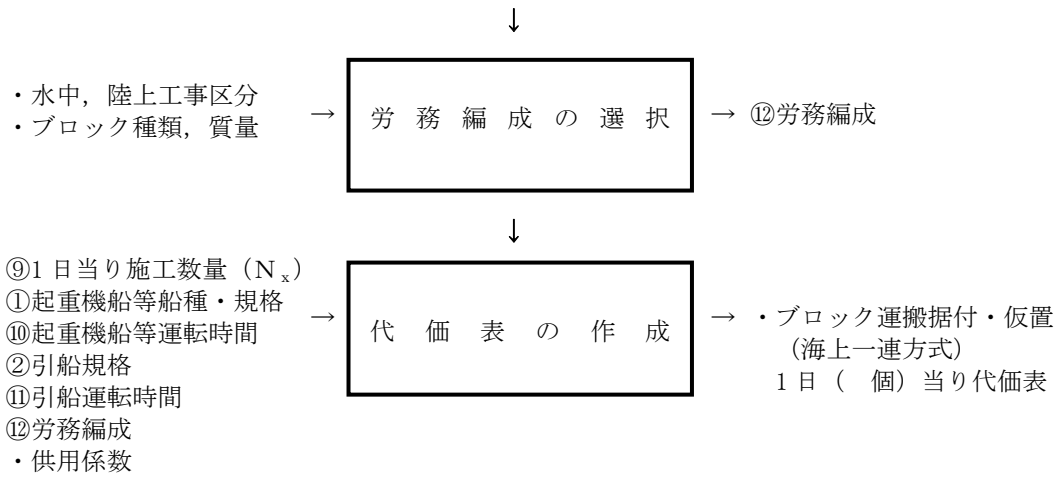 ↓
・水中，陸上工事区分
・ブロック種類，質量
→ 労務編成の選択 → ⑫労務編成
↓
⑨1日当り施工数量（Ｎｘ）
①起重機船等船種・規格
⑩起重機船等運転時間
②引船規格
⑪引船運転時間
⑫労務編成
・供用係数
→ 代価表の作成 → ・ブロック運搬据付・仮置
（海上一連方式）
1日（　個）当り代価表